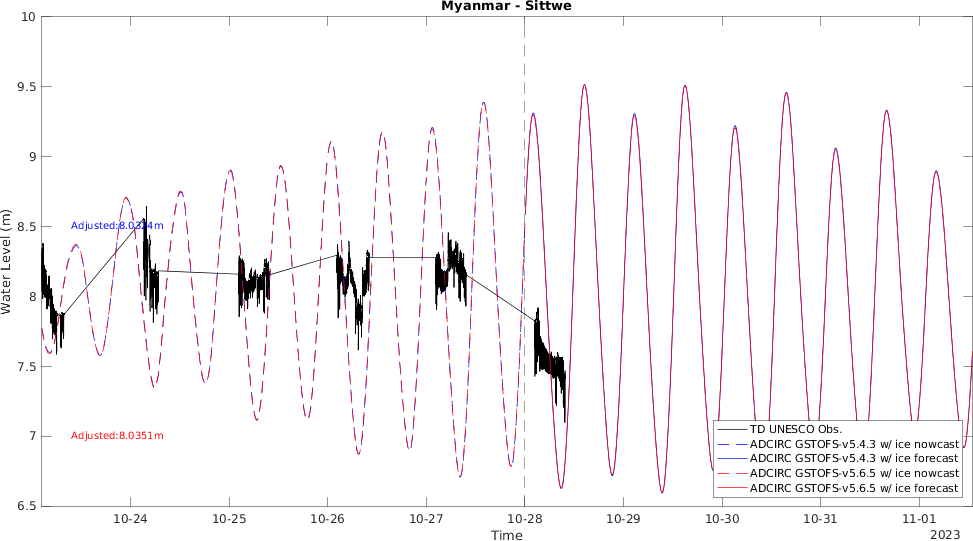 Myanmar - Sittwe
Water Level (m)
10
9.5
9
8.5
8
7.5
7
6.5
Adjusted:8.0324m
Adjusted:8.0351m
TD UNESCO Obs.
ADCIRC GSTOFS-v5.4.3 w/ ice nowcast
ADCIRC GSTOFS-v5.4.3 w/ ice forecast
ADCIRC GSTOFS-v5.6.5 w/ ice nowcast
ADCIRC GSTOFS-v5.6.5 w/ ice forecast
10-24
10-25
10-26
10-27
10-28
10-29
10-30
10-31
11-01
Time
2023